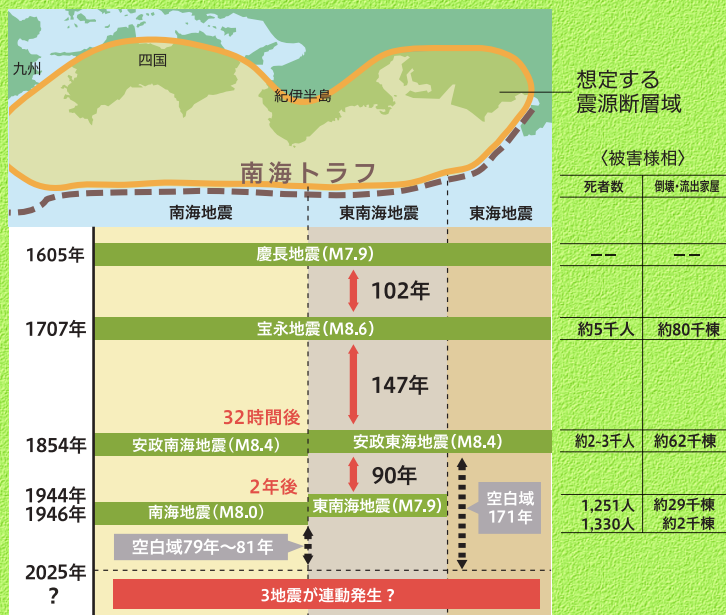 九州
四国
紀伊半島
想定する
震源断層域
南海トラフ
〈被害様相〉
死者数 倒壊・流出家屋
南海地震 東南海地震 東海地震
1605年 慶長地震(M7.9) -- --
102年
1707年 宝永地震(M8.6) 約5千人 約80千棟
147年
32時間後
1854年 安政南海地震(M8.4) 安政東海地震(M8.4) 約2-3千人 約62千棟
90年
2年後
空白域
171年
1944年 東南海地震(M7.9) 1,251人 約29千棟
1946年 南海地震(M8.0) 1,330人 約2千棟
空白域79年～81年
2025年
?
3地震が連動発生?